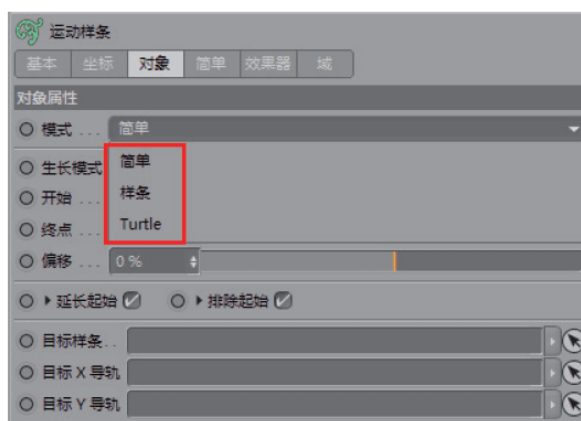 运动样条
基本 坐标 对象 简单 效果器 域
对象属性
模式 . . . 简单
简单
生长模式
样条
开始 . . .
Turtle
终点 . . .
偏移 . . . 0 %
延长起始 排除起始
目标样条 . .
目标 X 导轨
目标 Y 导轨